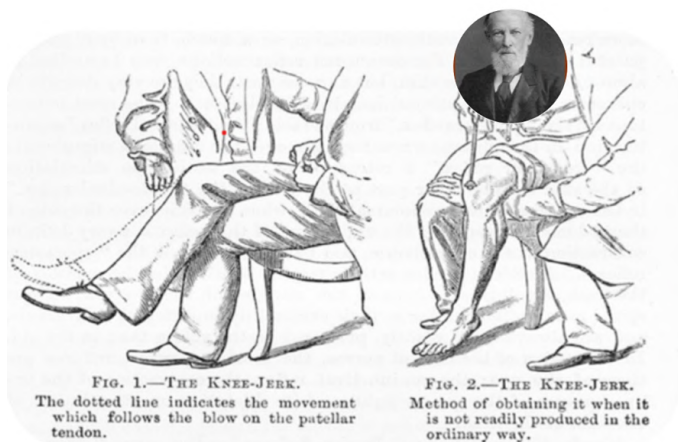 FIG. 1.—THE KNEE-JERK.
The dotted line indicates the movement
which follows the blow on the patellar
tendon.
FIG. 2.—THE KNEE-JERK.
Method of obtaining it when it
is not readily produced in the
ordinary way.